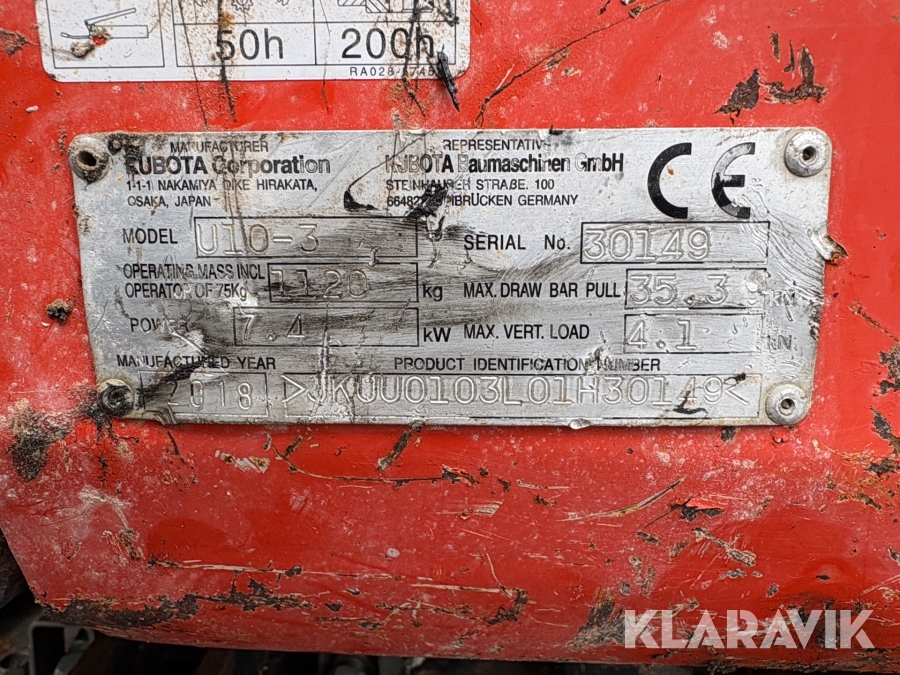 50h 200h
MANUFACTURER
KUBOTA Corporation
1-1-1 NAKAMIYA OIKE HIRAKATA,
OSAKA, JAPAN
REPRESENTATIVE
KUBOTA Baumaschinen GmbH
STEINHAUSER STRAßE. 100
GERMANY
CE
MODEL U10-3 SERIAL No. 30149
OPERATING MASS INCL
OPERATOR OF 75Kg 1120 kg MAX. DRAW BAR PULL 35.3 kN
POWER 7.4 kW MAX. VERT. LOAD 4.1 kN
MANUFACTURED YEAR PRODUCT IDENTIFICATION NUMBER
2018 >JKUU0103L01H30149<
KLARAVIK